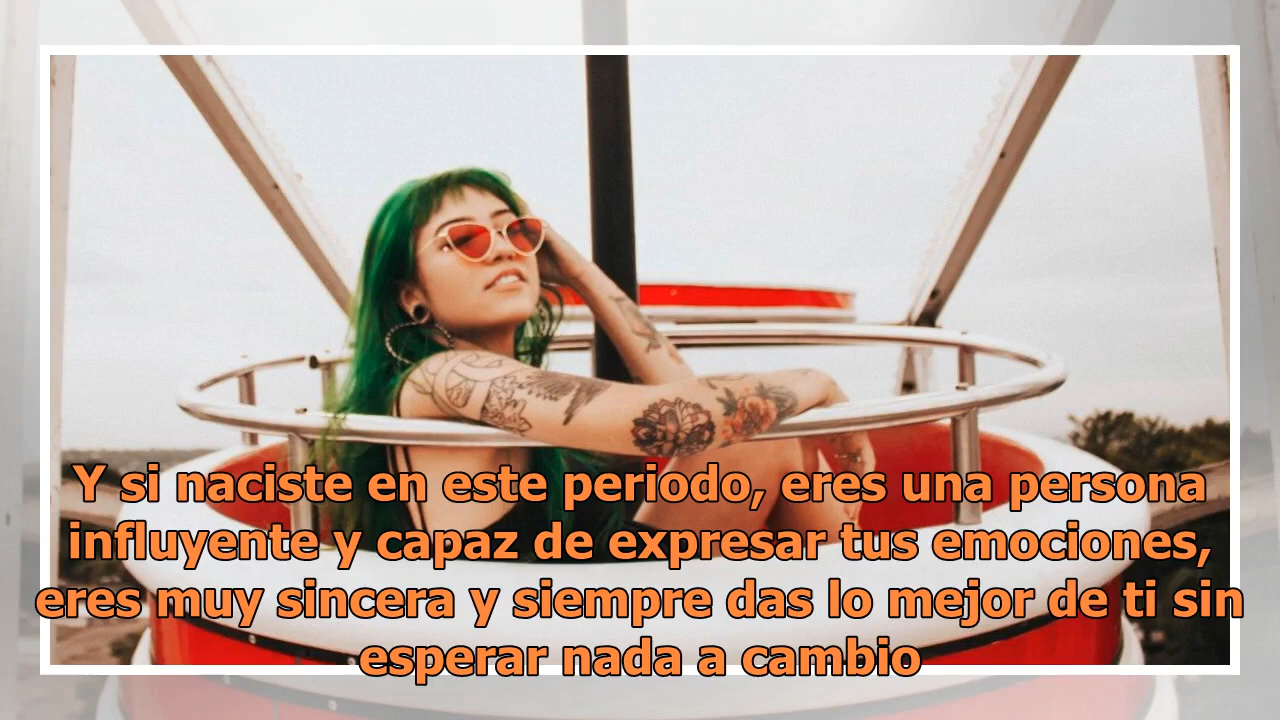 Y si naciste en este periodo, eres una persona
influyente y capaz de expresar tus emociones,
eres muy sincera y siempre das lo mejor de ti sin
esperar nada a cambio